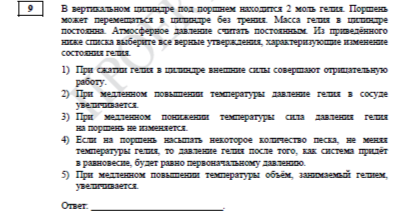 9
В вертикальном цилиндре под поршнем находится 2 моль гелия. Поршень
может перемещаться в цилиндре без трения. Масса гелия в цилиндре
постоянна. Атмосферное давление считать постоянным. Из приведённого
ниже списка выберите все верные утверждения, характеризующие изменение
состояния гелия.
1) При сжатии гелия в цилиндре внешние силы совершают отрицательную
работу.
2) При медленном повышении температуры давление гелия в сосуде
увеличивается.
3) При медленном понижении температуры сила давления гелия
на поршень не изменяется.
4) Если на поршень насыпать некоторое количество песка, не меняя
температуры гелия, то давление гелия после того, как система придёт
в равновесие, будет равно первоначальному давлению.
5) При медленном повышении температуры объём, занимаемый гелием,
увеличивается.
Ответ: ____________________________.